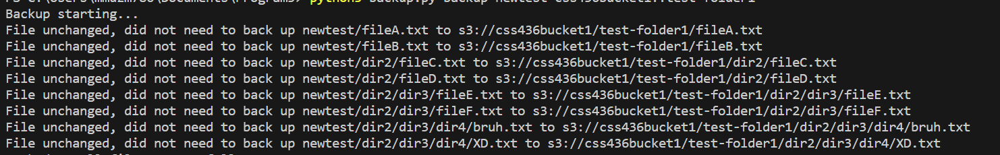 Backup starting...
File unchanged, did not need to back up newtest/fileA.txt to s3://css436bucket1/test-folder1/fileA.txt
File unchanged, did not need to back up newtest/fileB.txt to s3://css436bucket1/test-folder1/fileB.txt
File unchanged, did not need to back up newtest/dir2/fileC.txt to s3://css436bucket1/test-folder1/dir2/fileC.txt
File unchanged, did not need to back up newtest/dir2/fileD.txt to s3://css436bucket1/test-folder1/dir2/fileD.txt
File unchanged, did not need to back up newtest/dir2/dir3/fileE.txt to s3://css436bucket1/test-folder1/dir2/dir3/fileE.txt
File unchanged, did not need to back up newtest/dir2/dir3/fileF.txt to s3://css436bucket1/test-folder1/dir2/dir3/fileF.txt
File unchanged, did not need to back up newtest/dir2/dir3/dir4/bruh.txt to s3://css436bucket1/test-folder1/dir2/dir3/dir4/bruh.txt
File unchanged, did not need to back up newtest/dir2/dir3/dir4/XD.txt to s3://css436bucket1/test-folder1/dir2/dir3/dir4/XD.txt